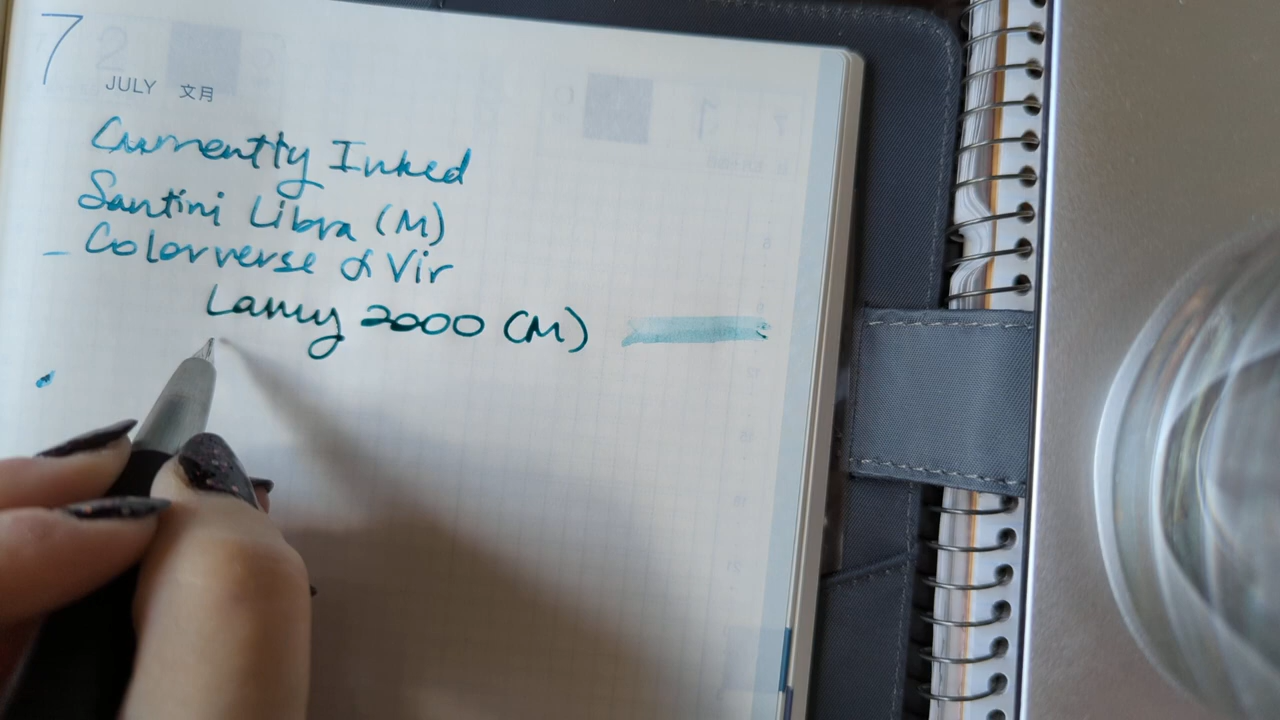 7
JULY 文月
Currently Inked
Santini Libra (M)
- Colorverse α Vir
Lamy 2000 (M)